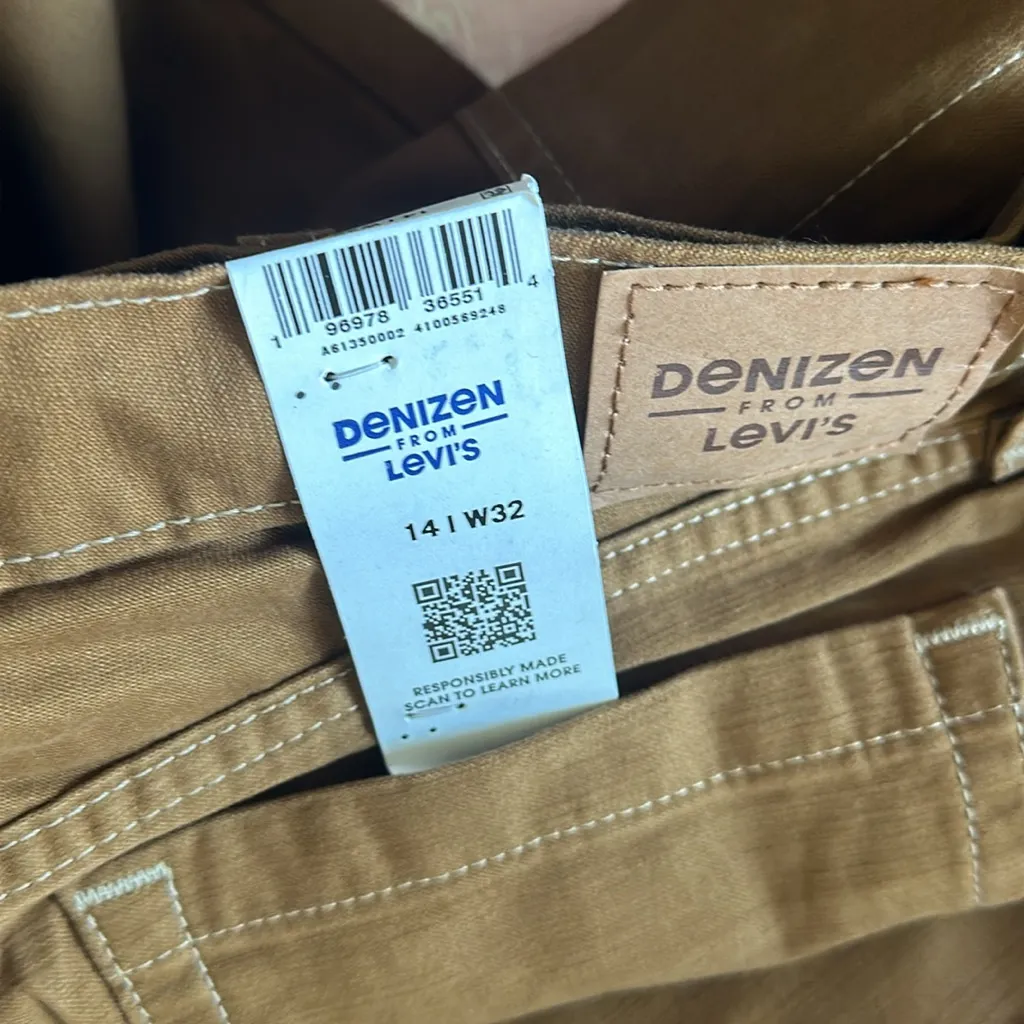 1 96978 36551 4
A61350002 4100569248
DENIZEN
FROM
LEVI'S
14 | W32
RESPONSIBLY MADE
SCAN TO LEARN MORE
DENIZEN
FROM
LEVI'S